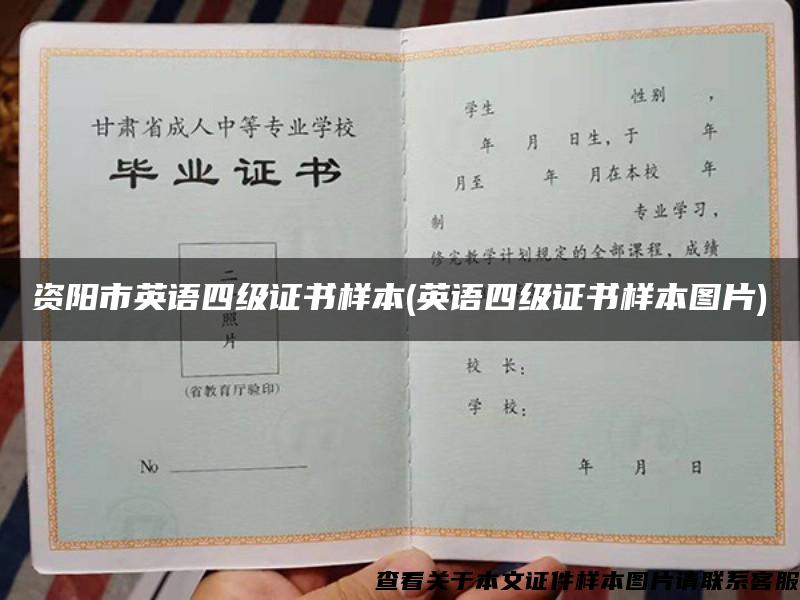 甘肃省成人中等专业学校
毕业证书
二
照
片
(省教育厅验印)
No
学生 性别 ，
年 月 日生，于 年
月至 年 月在本校 年
制 专业学习，
修完教学计划规定的全部课程，成绩
资阳市英语四级证书样本(英语四级证书样本图片)
校 长：
学 校：
年 月 日
查看关于本文证件样本图片请联系客服